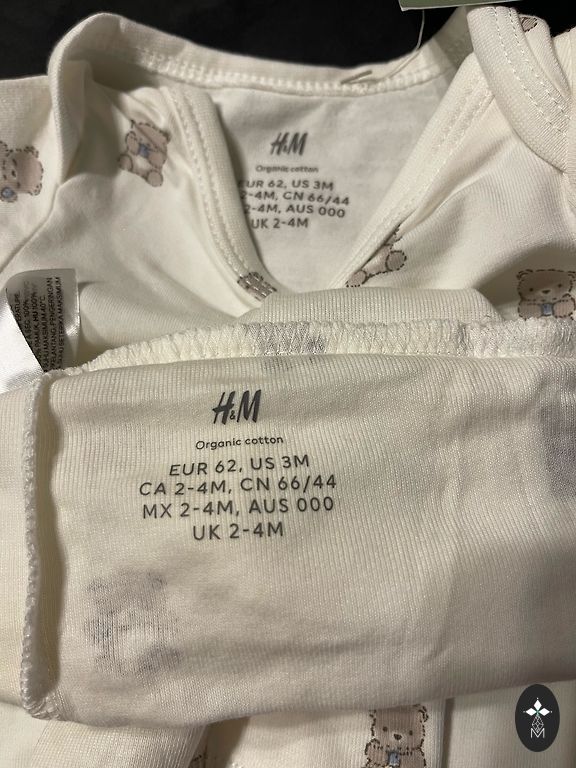 H&M
Organic cotton
EUR 62, US 3M
2-4M, CN 66/44
2-4M, AUS 000
UK 2-4M
H&M
Organic cotton
EUR 62, US 3M
CA 2-4M, CN 66/44
MX 2-4M, AUS 000
UK 2-4M